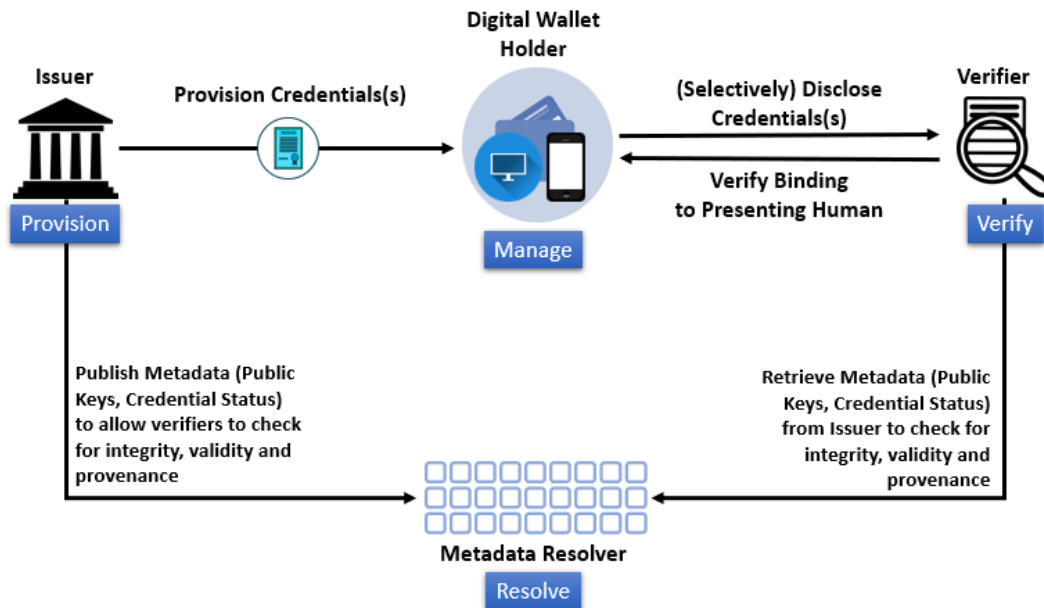 Digital Wallet
Holder
Issuer
Verifier
Provision Credentials(s)
(Selectively) Disclose
Credentials(s)
Verify Binding
to Presenting Human
Provision
Manage
Verify
Publish Metadata (Public
Keys, Credential Status)
to allow verifiers to check
for integrity, validity and
provenance
Retrieve Metadata (Public
Keys, Credential Status)
from Issuer to check for
integrity, validity and
provenance
Metadata Resolver
Resolve